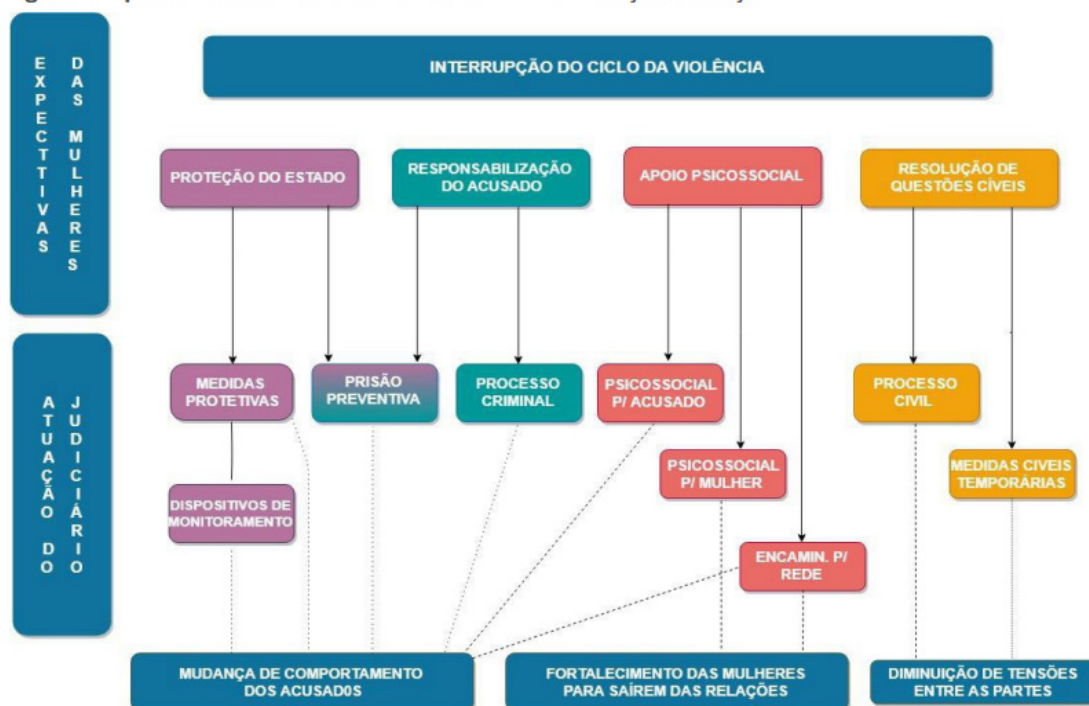 EXPECTTIVAS
DAS MULHERES
INTERRUPÇÃO DO CICLO DA VIOLÊNCIA
PROTEÇÃO DO ESTADO
RESPONSABILIZAÇÃO
DO ACUSADO
APOIO PSICOSSOCIAL
RESOLUÇÃO DE
QUESTÕES CÍVEIS
ATUAÇÃO DO
JUDICIÁRIO
MEDIDAS
PROTETIVAS
PRISÃO
PREVENTIVA
PROCESSO
CRIMINAL
PSICOSSOCIAL
P/ ACUSADO
PROCESSO
CIVIL
PSICOSSOCIAL
P/ MULHER
MEDIDAS CIVEIS
TEMPORÁRIAS
DISPOSITIVOS DE
MONITORAMENTO
ENCAMIN. P/
REDE
MUDANÇA DE COMPORTAMENTO
DOS ACUSAD0S
FORTALECIMENTO DAS MULHERES
PARA SAÍREM DAS RELAÇÕES
DIMINUIÇÃO DE TENSÕES
ENTRE AS PARTES